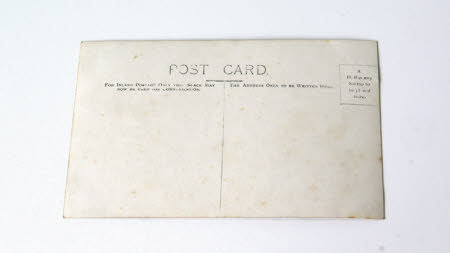 POST CARD.
FOR INLAND POSTAGE ONLY THIS SPACE MAY
NOW BE USED FOR
THE ADDRESS ONLY TO BE WRITTEN HERE.
A